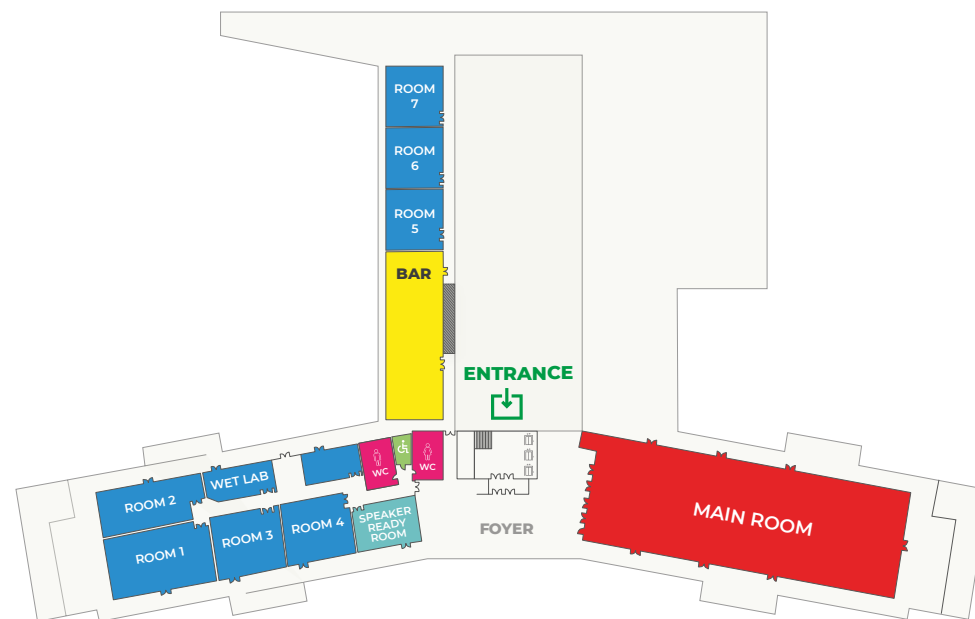 ROOM
7
ROOM
6
ROOM
5
BAR
ENTRANCE
WC
WC
ROOM 2
WET LAB
ROOM 1
ROOM 3
ROOM 4
SPEAKER
READY
ROOM
FOYER
MAIN ROOM